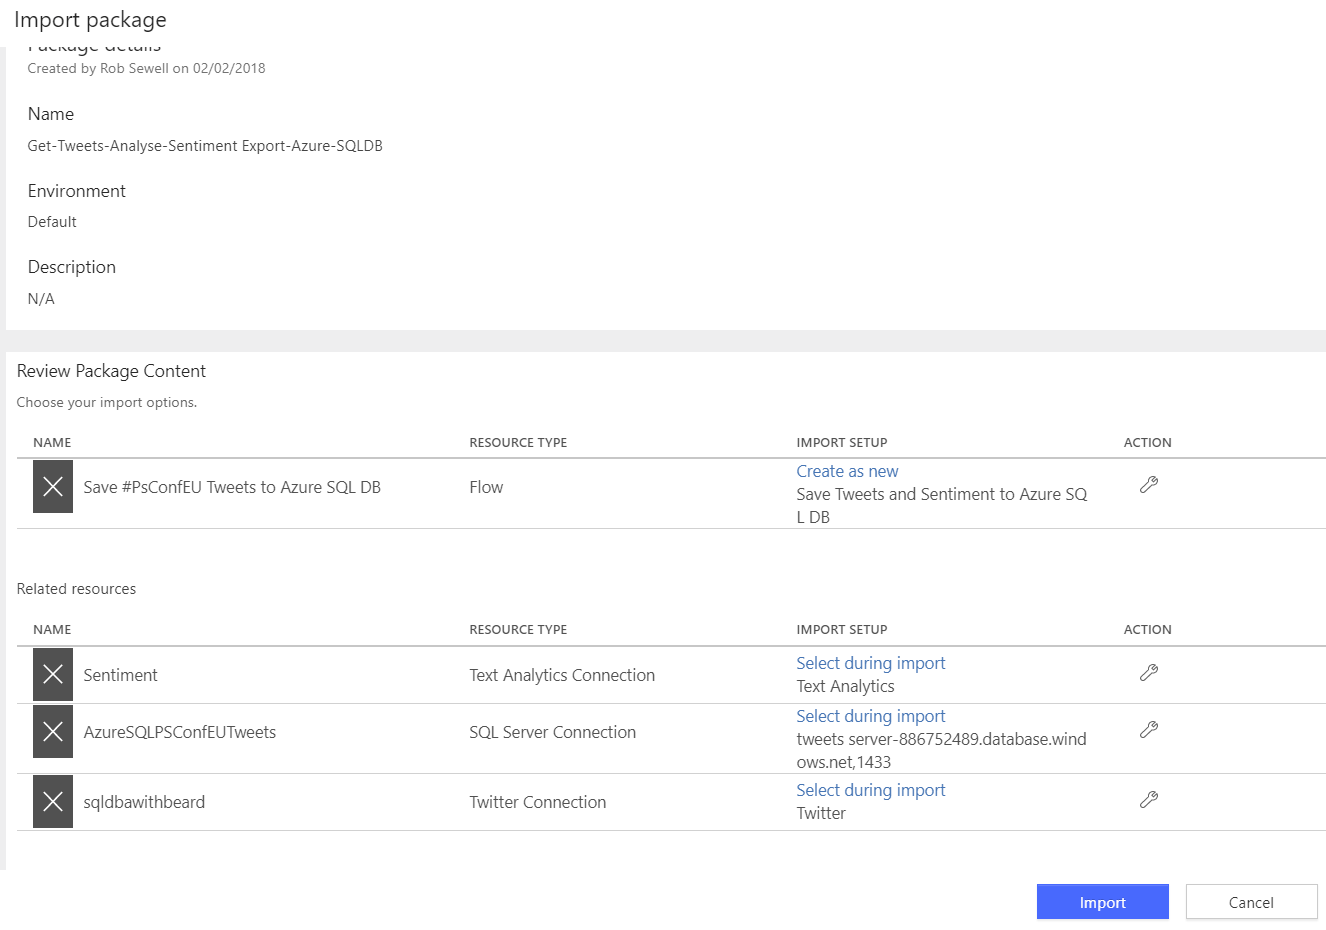 Import package
Package details
Created by Rob Sewell on 02/02/2018
Name
Get-Tweets-Analyse-Sentiment Export-Azure-SQLDB
Environment
Default
Description
N/A
Review Package Content
Choose your import options.
NAME RESOURCE TYPE IMPORT SETUP ACTION
Save #PsConfEU Tweets to Azure SQL DB Flow Create as new
Save Tweets and Sentiment to Azure SQ
L DB
Related resources
NAME RESOURCE TYPE IMPORT SETUP ACTION
Sentiment Text Analytics Connection Select during import
Text Analytics
AzureSQLPSConfEUTweets SQL Server Connection Select during import
tweets server-886752489.database.wind
ows.net,1433
sqldbawithbeard Twitter Connection Select during import
Twitter
Import Cancel